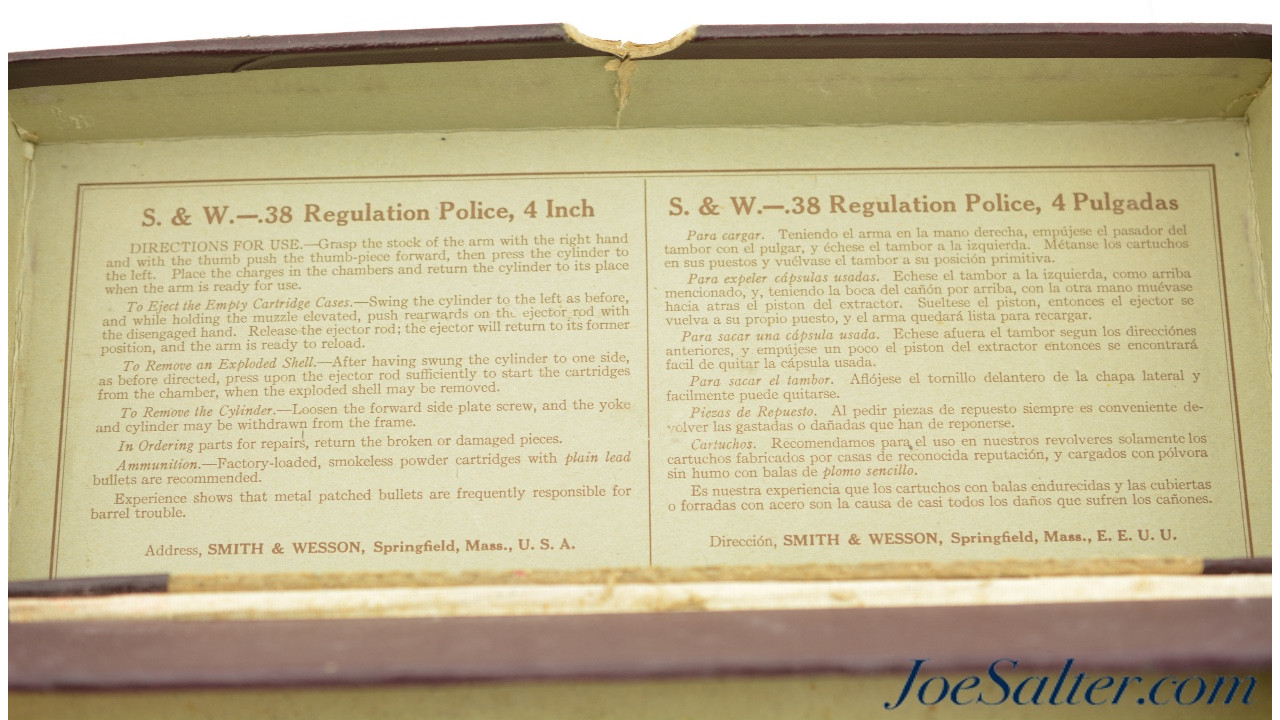 S. & W.—.38 Regulation Police, 4 Inch
DIRECTIONS FOR USE.—Grasp the stock of the arm with the right hand
and with the thumb push the thumb-piece forward, then press the cylinder to
the left. Place the charges in the chambers and return the cylinder to its place
when the arm is ready for use.
To Eject the Empty Cartridge Cases.—Swing the cylinder to the left as before,
and while holding the muzzle elevated, push rearwards on the ejector rod with
the disengaged hand. Release the ejector rod; the ejector will return to its former
position, and the arm is ready to reload.
To Remove an Exploded Shell.—After having swung the cylinder to one side,
as before directed, press upon the ejector rod sufficiently to start the cartridges
from the chamber, when the exploded shell may be removed.
To Remove the Cylinder.—Loosen the forward side plate screw, and the yoke
and cylinder may be withdrawn from the frame.
In Ordering parts for repairs, return the broken or damaged pieces.
Ammunition.—Factory-loaded, smokeless powder cartridges with plain lead
bullets are recommended.
Experience shows that metal patched bullets are frequently responsible for
barrel trouble.
Address, SMITH & WESSON, Springfield, Mass., U. S. A.
S. & W.—.38 Regulation Police, 4 Pulgadas
Para cargar. Teniendo el arma en la mano derecha, empújese el pasador del
tambor con el pulgar, y échese el tambor a la izquierda. Métanse los cartuchos
en sus puestos y vuélvase el tambor a su posición primitiva.
Para expeler cápsulas usadas. Echese el tambor a la izquierda, como arriba
mencionado, y, teniendo la boca del cañón por arriba, con la otra mano muévase
hacia atras el piston del extractor. Sueltese el piston, entonces el ejector se
vuelva a su propio puesto, y el arma quedará lista para recargar.
Para sacar una cápsula usada. Echese afuera el tambor segun los direcciónes
anteriores, y empújese un poco el piston del extractor entonces se encontrará
facil de quitar la cápsula usada.
Para sacar el tambor. Aflójese el tornillo delantero de la chapa lateral y
facilmente puede quitarse.
Piezas de Repuesto. Al pedir piezas de repuesto siempre es conveniente de-
volver las gastadas o dañadas que han de reponerse.
Cartuchos. Recomendamos para el uso en nuestros revolveres solamente los
cartuchos fabricados por casas de reconocida reputación, y cargados con pólvora
sin humo con balas de plomo sencillo.
Es nuestra experiencia que los cartuchos con balas endurecidas y las cubiertas
o forradas con acero son la causa de casi todos los daños que sufren los cañones.
Dirección, SMITH & WESSON, Springfield, Mass., E. E. U. U.
JoeSalter.com